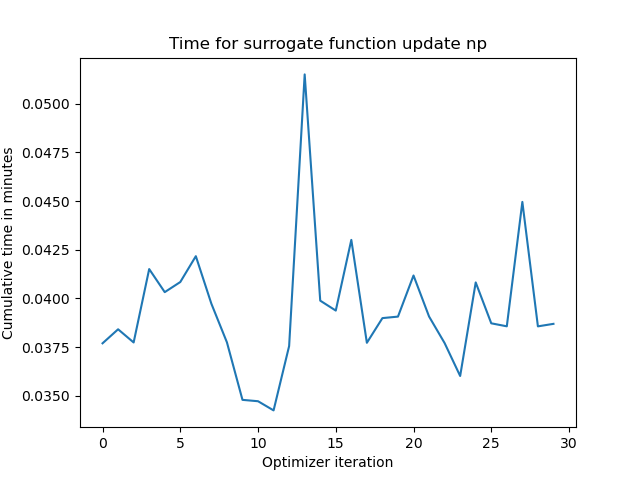 Time for surrogate function update np
Cumulative time in minutes
0.0500
0.0475
0.0450
0.0425
0.0400
0.0375
0.0350
0 5 10 15 20 25 30
Optimizer iteration